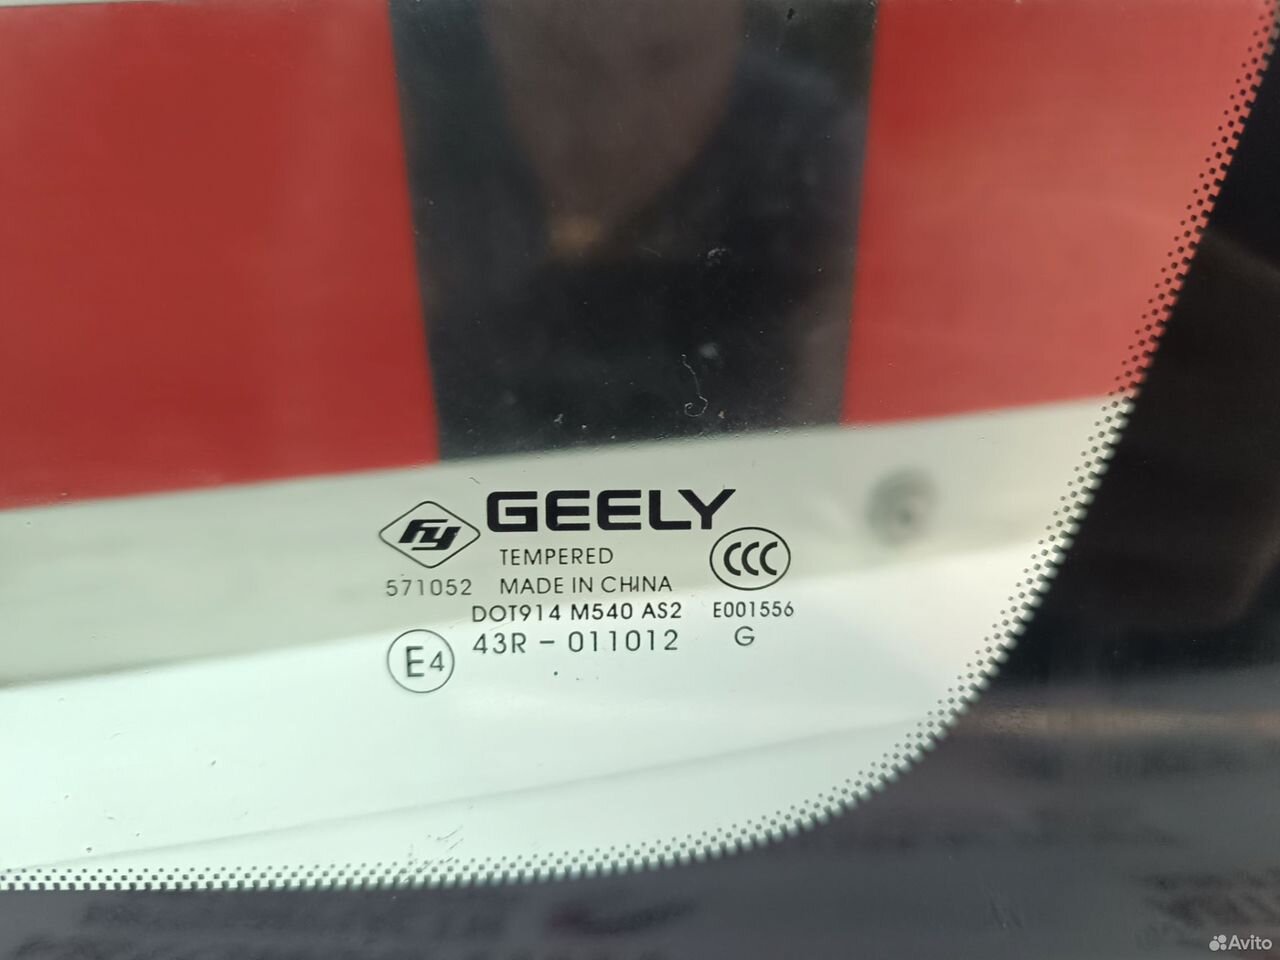 fy GEELY
TEMPERED
CCC
571052 MADE IN CHINA
DOT914 M540 AS2 E001556
E4 43R - 011012 G
Avito